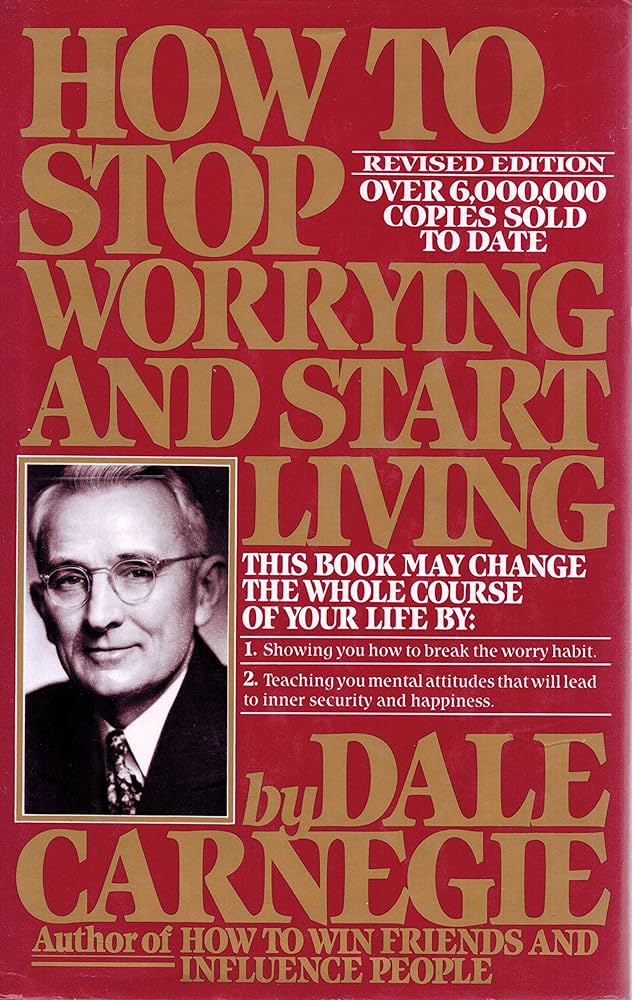 HOW TO
STOP
REVISED EDITION
OVER 6,000,000
COPIES SOLD
TO DATE
WORRYING
AND START
LIVING
THIS BOOK MAY CHANGE
THE WHOLE COURSE
OF YOUR LIFE BY:
1. Showing you how to break the worry habit.
2. Teaching you mental attitudes that will lead
to inner security and happiness.
by DALE
CARNEGIE
Author of HOW TO WIN FRIENDS AND
INFLUENCE PEOPLE